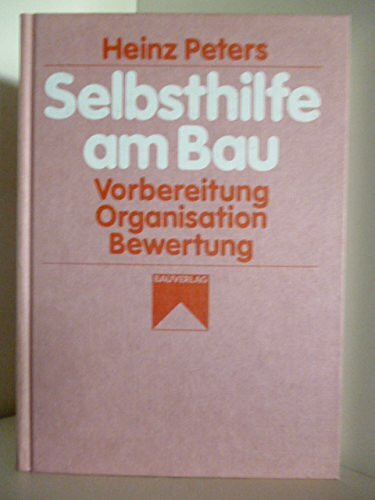 Heinz Peters
Selbsthilfe
am Bau
Vorbereitung
Organisation
Bewertung
BAUVERLAG